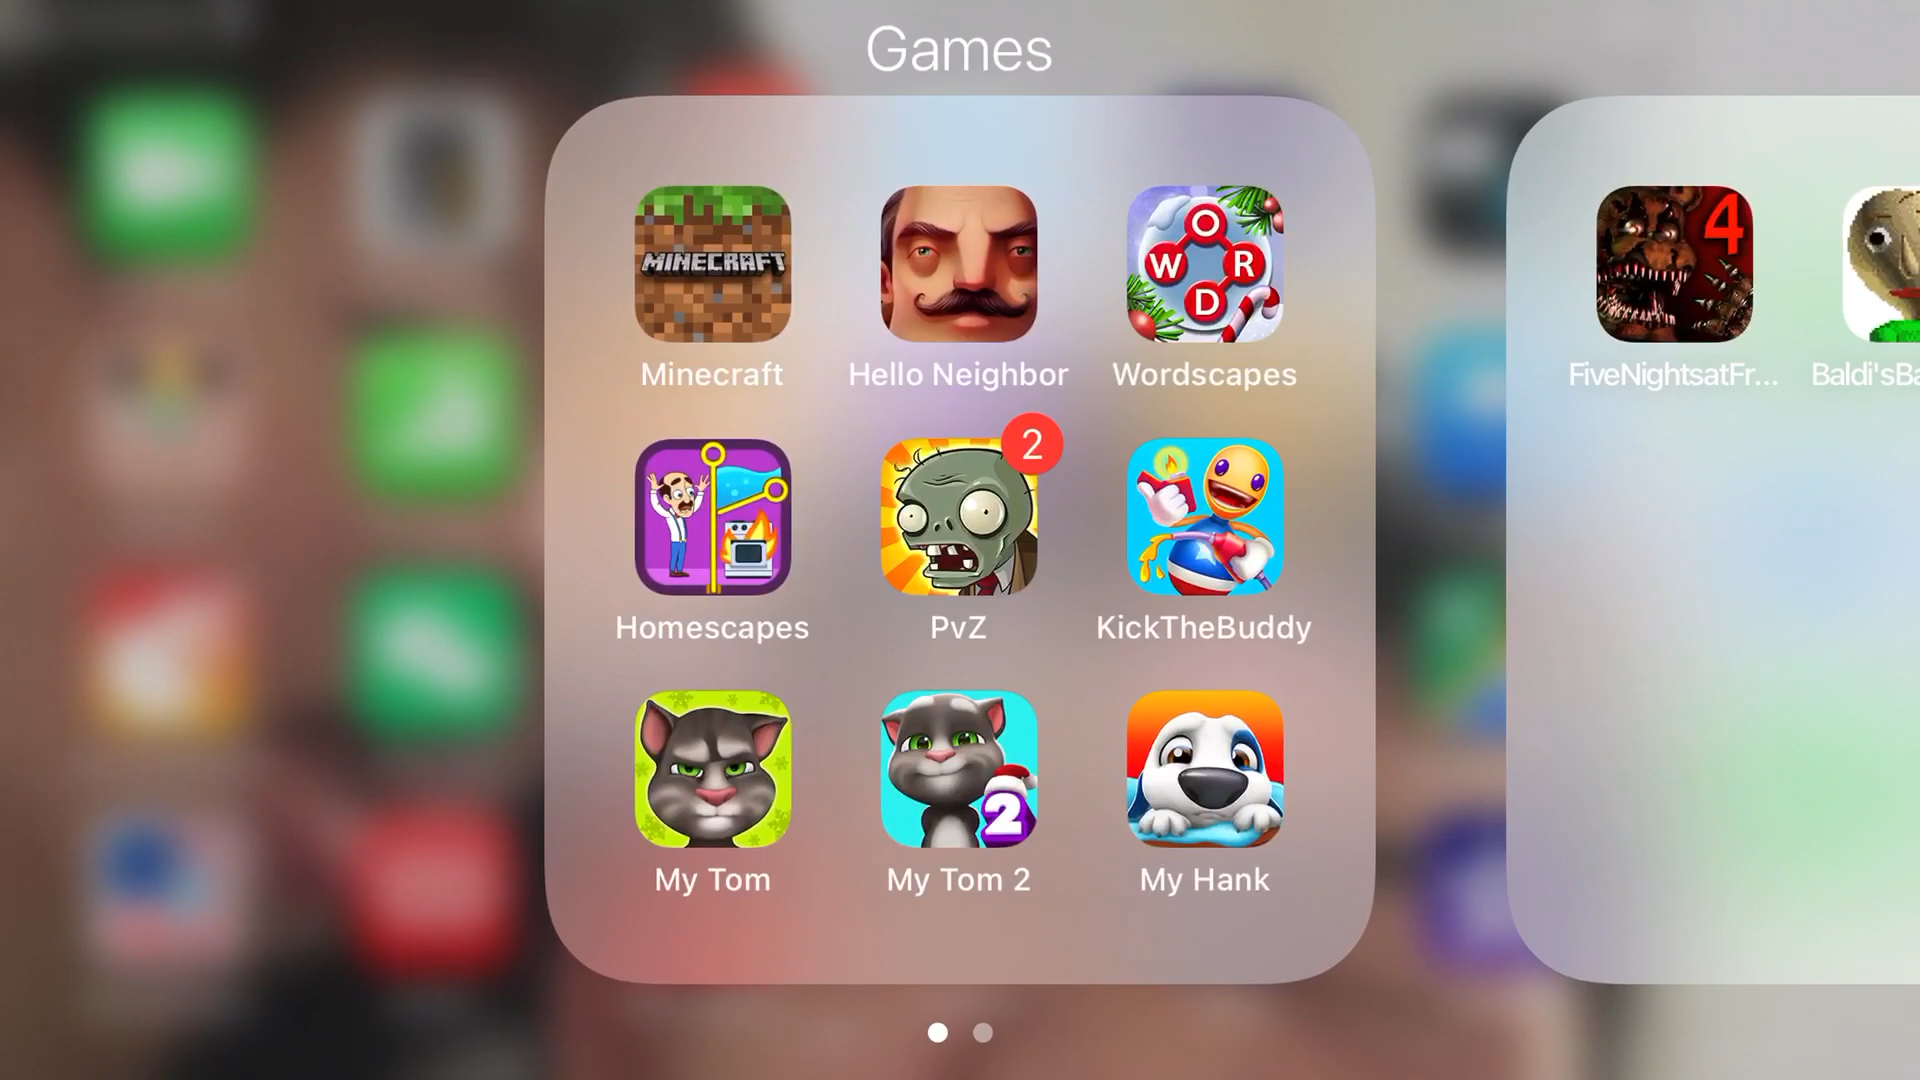 Games
MINECRAFT
O
W R
D
4
Minecraft
Hello Neighbor
Wordscapes
FiveNightsatFr...
Baldi'sBa
2
Homescapes
PvZ
KickTheBuddy
2
My Tom
My Tom 2
My Hank